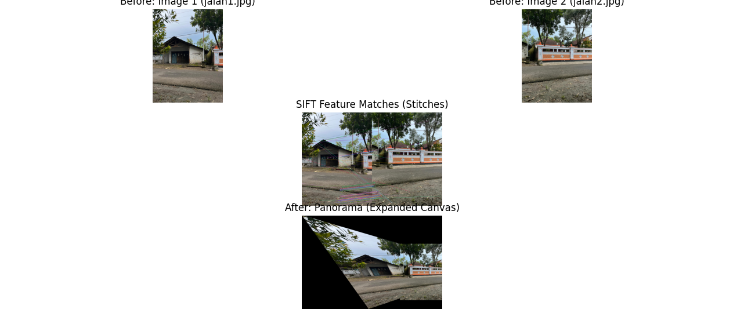 Before: Image 1 (jalan1.jpg)
Before: Image 2 (jalan2.jpg)
SIFT Feature Matches (Stitches)
After: Panorama (Expanded Canvas)